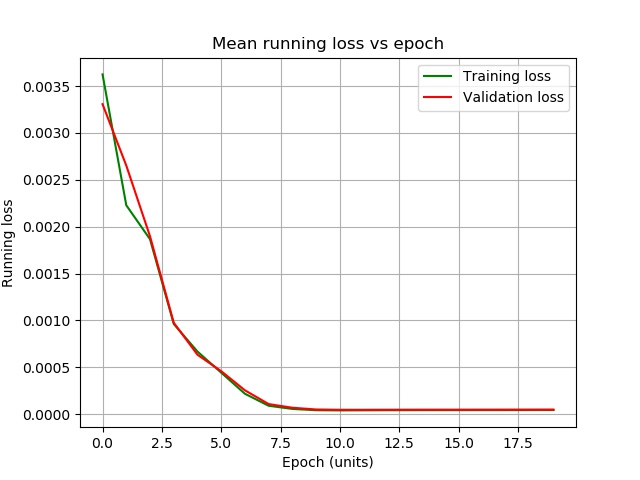 Mean running loss vs epoch
Training loss
Validation loss
0.0035
0.0030
0.0025
0.0020
0.0015
0.0010
0.0005
0.0000
Running loss
0.0 2.5 5.0 7.5 10.0 12.5 15.0 17.5
Epoch (units)